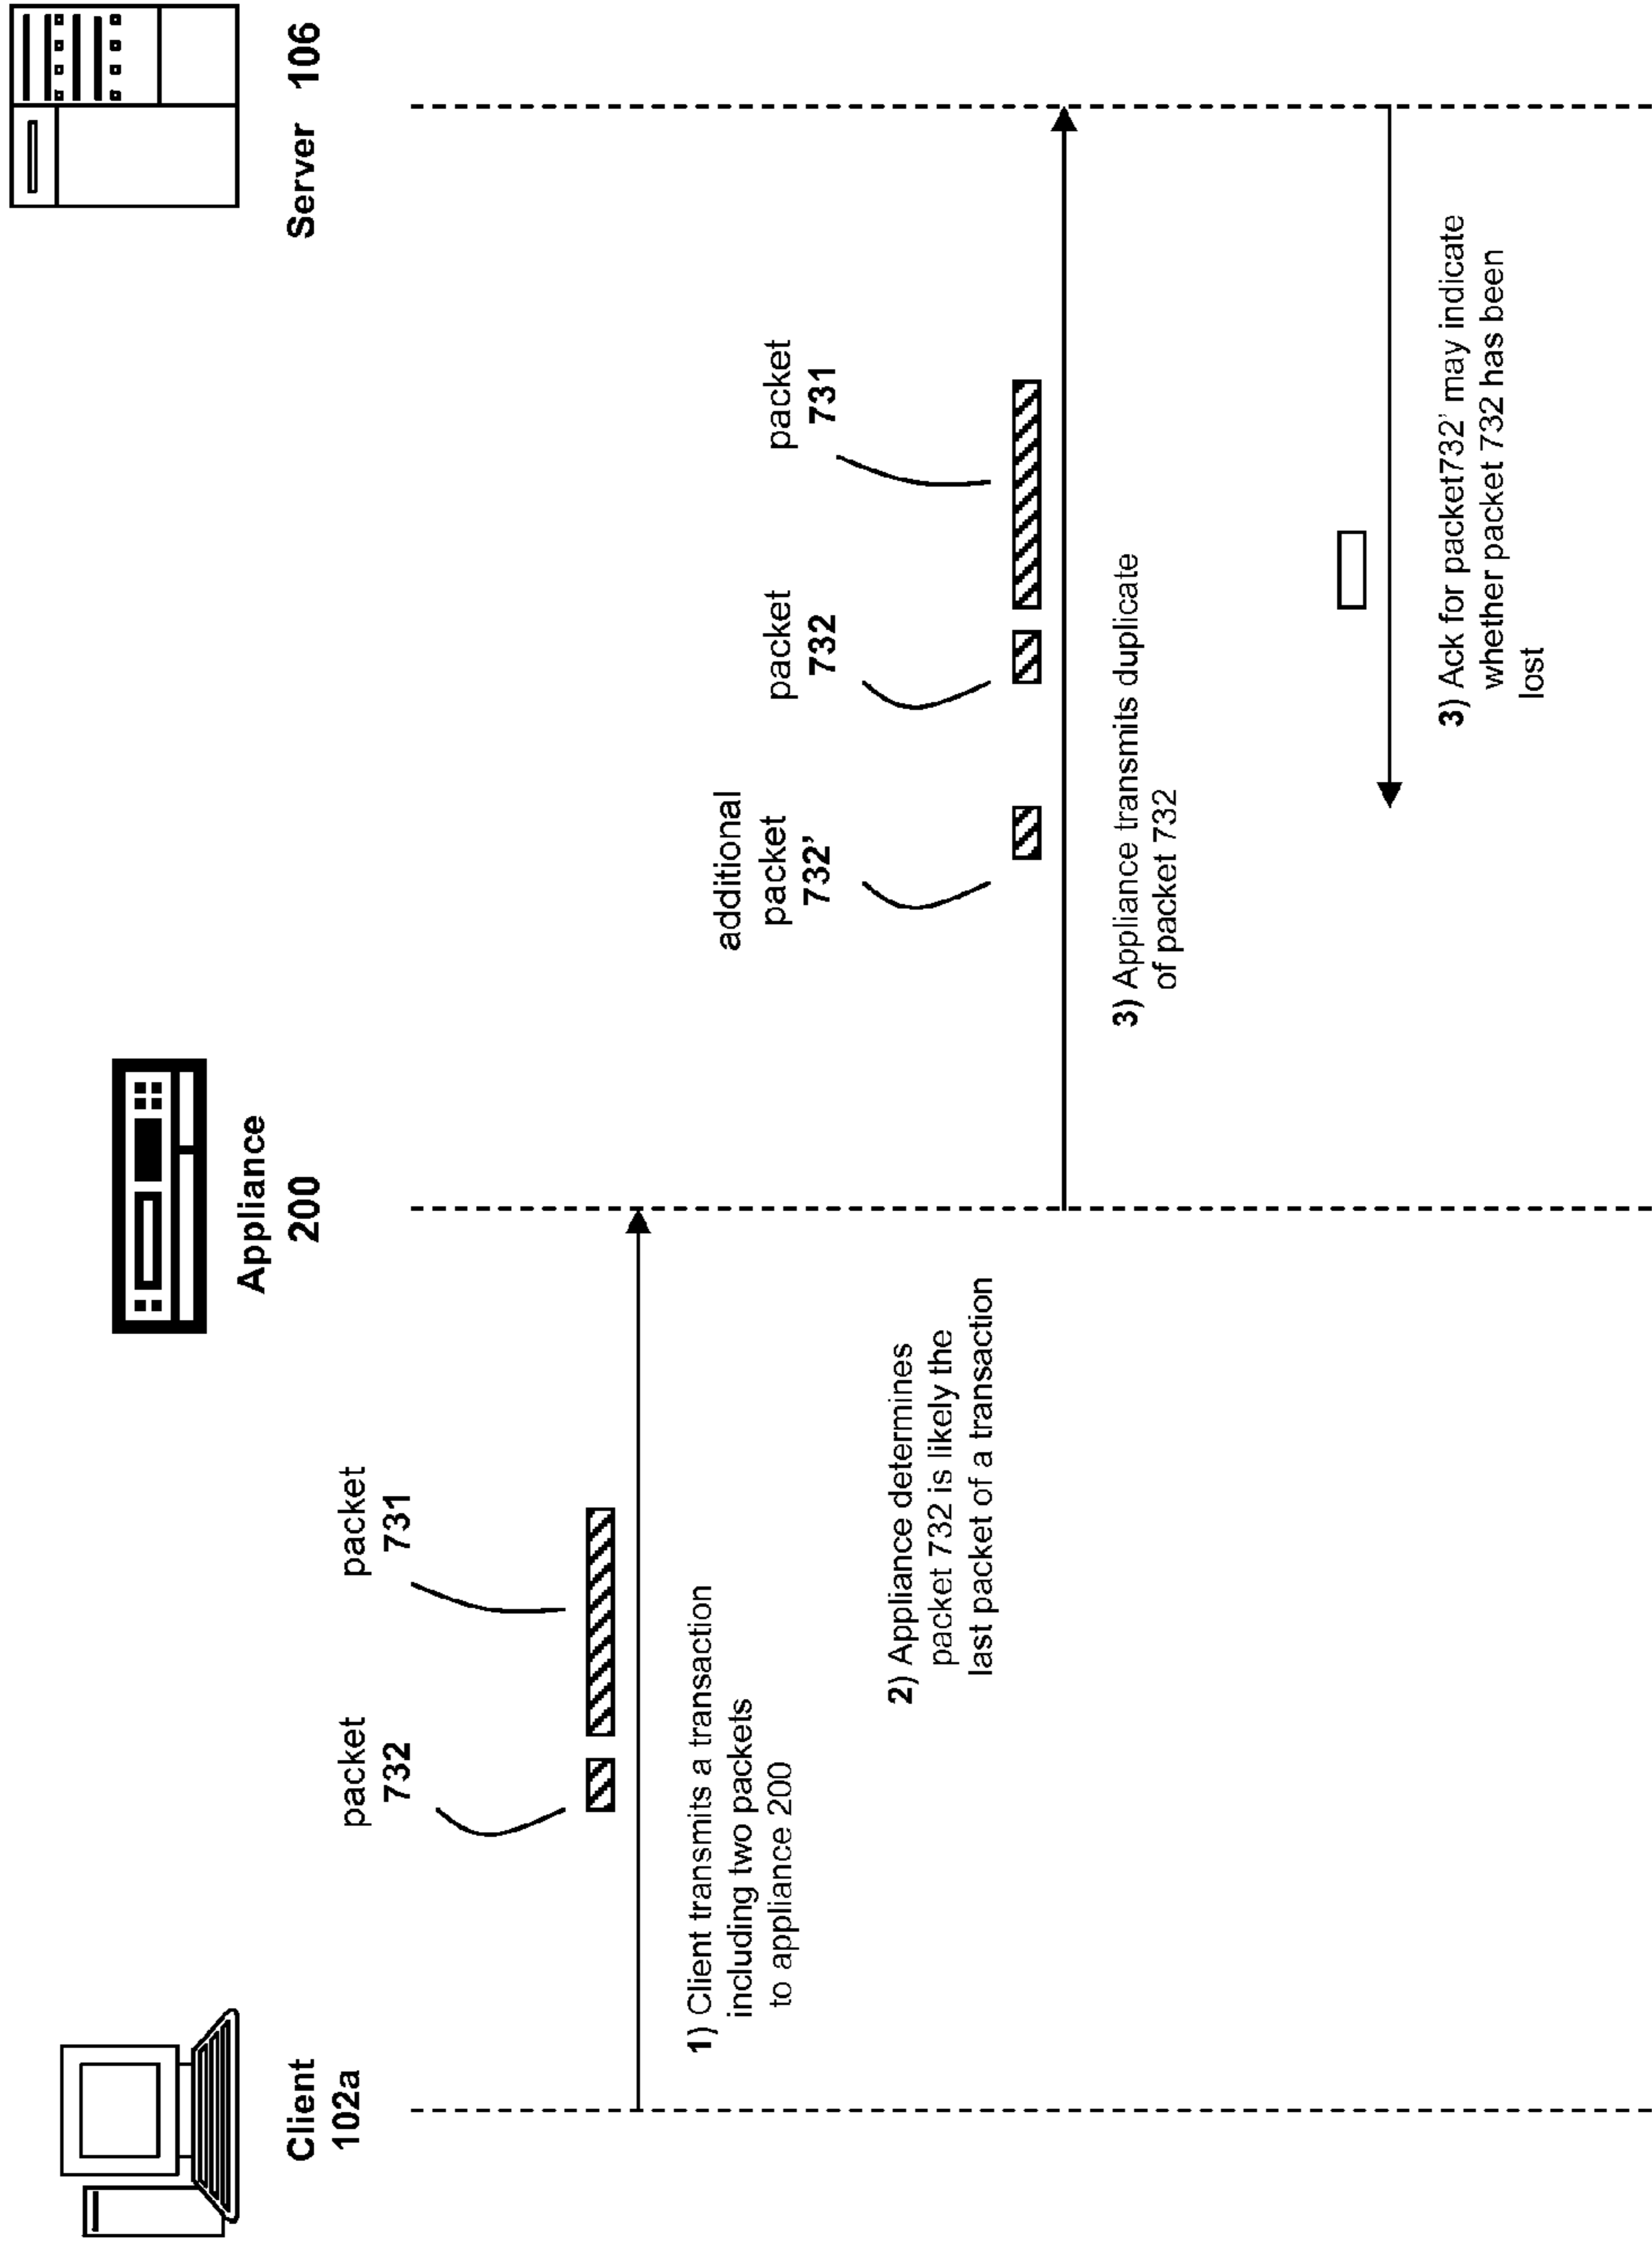 Client
102a
Appliance
200
Server 106
packet
732
packet
731
1) Client transmits a transaction
including two packets
to appliance 200
2) Appliance determines
packet 732 is likely the
last packet of a transaction
additional
packet
732’
packet
732
packet
731
3) Appliance transmits duplicate
of packet 732
3) Ack for packet732’ may indicate
whether packet 732 has been
lost